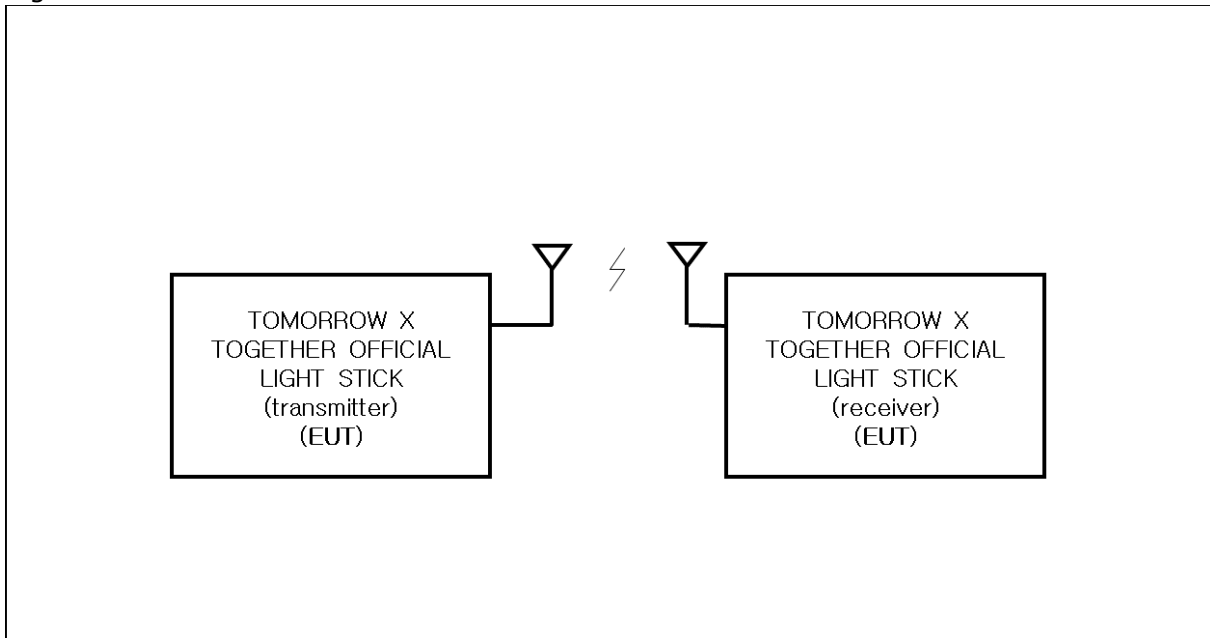 TOMORROW X
TOGETHER OFFICIAL
LIGHT STICK
(transmitter)
(EUT)
TOMORROW X
TOGETHER OFFICIAL
LIGHT STICK
(receiver)
(EUT)